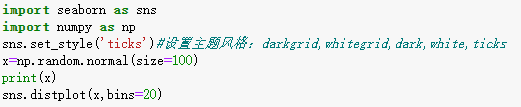 import seaborn as sns
import numpy as np
sns.set_style('ticks')#设置主题风格：darkgrid,whitegrid,dark,white,ticks
x=np.random.normal(size=100)
print(x)
sns.distplot(x,bins=20)